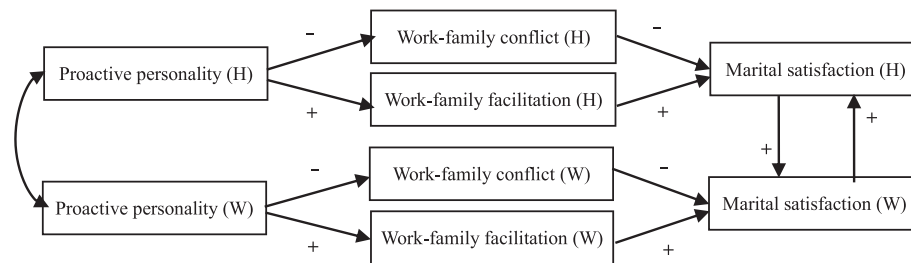 Work-family conflict (H)
Proactive personality (H)
Work-family facilitation (H)
Marital satisfaction (H)
Work-family conflict (W)
Proactive personality (W)
Work-family facilitation (W)
Marital satisfaction (W)
-
-
+
+
+
+
-
-
+
+